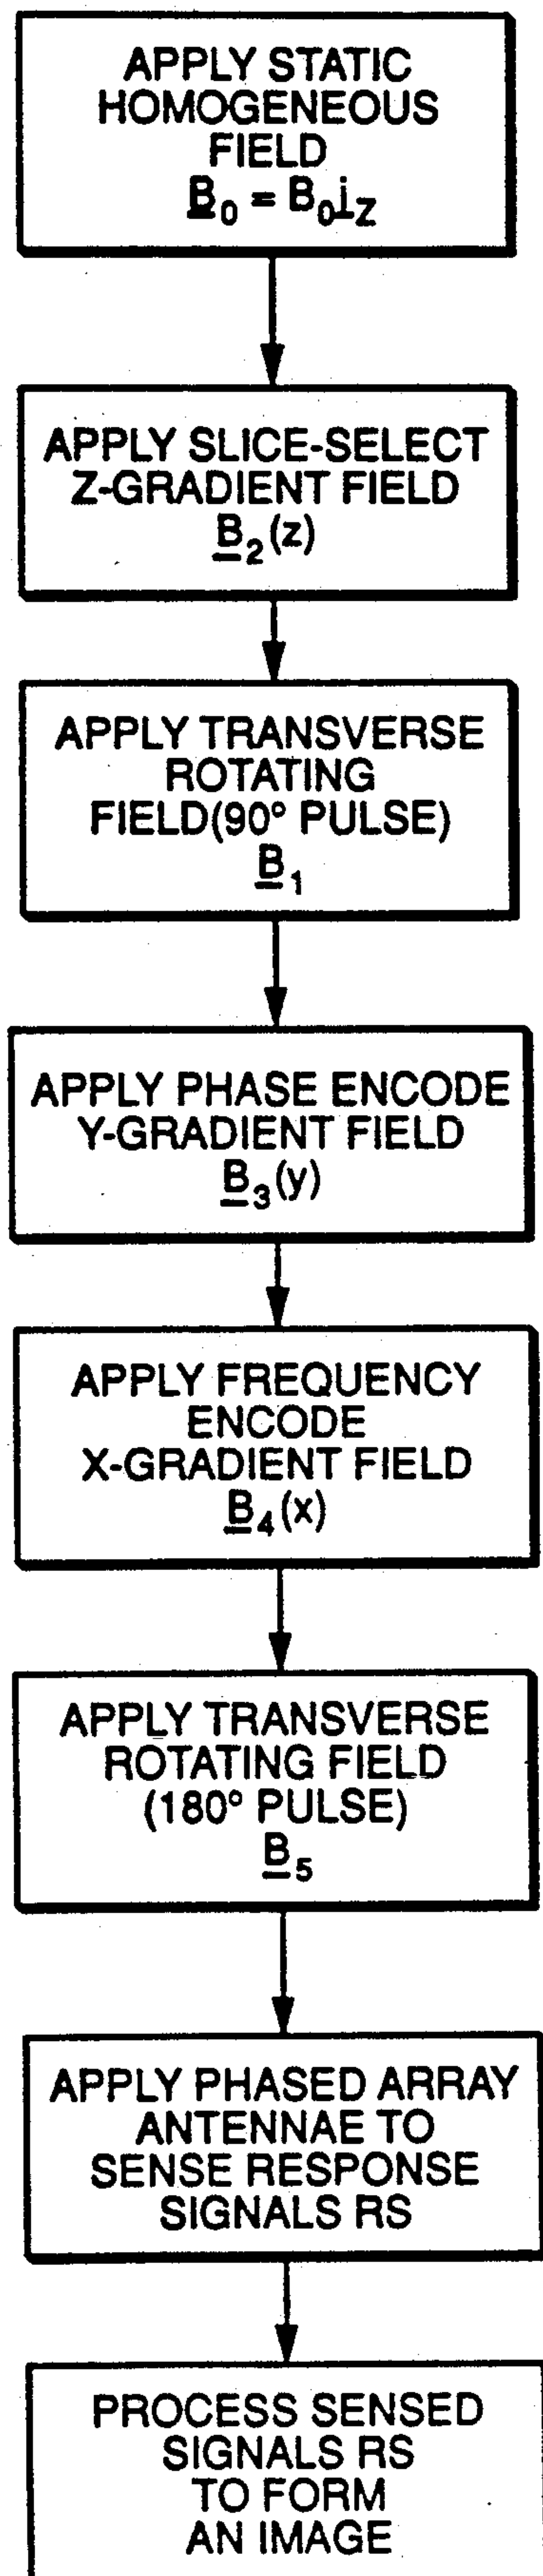 APPLY STATIC
HOMOGENEOUS
FIELD
B₀ = B₀i_Z
APPLY SLICE-SELECT
Z-GRADIENT FIELD
B₂(z)
APPLY TRANSVERSE
ROTATING
FIELD(90° PULSE)
B₁
APPLY PHASE ENCODE
Y-GRADIENT FIELD
B₃(y)
APPLY FREQUENCY
ENCODE
X-GRADIENT FIELD
B₄(x)
APPLY TRANSVERSE
ROTATING FIELD
(180° PULSE)
B₅
APPLY PHASED ARRAY
ANTENNAE TO
SENSE RESPONSE
SIGNALS RS
PROCESS SENSED
SIGNALS RS
TO FORM
AN IMAGE